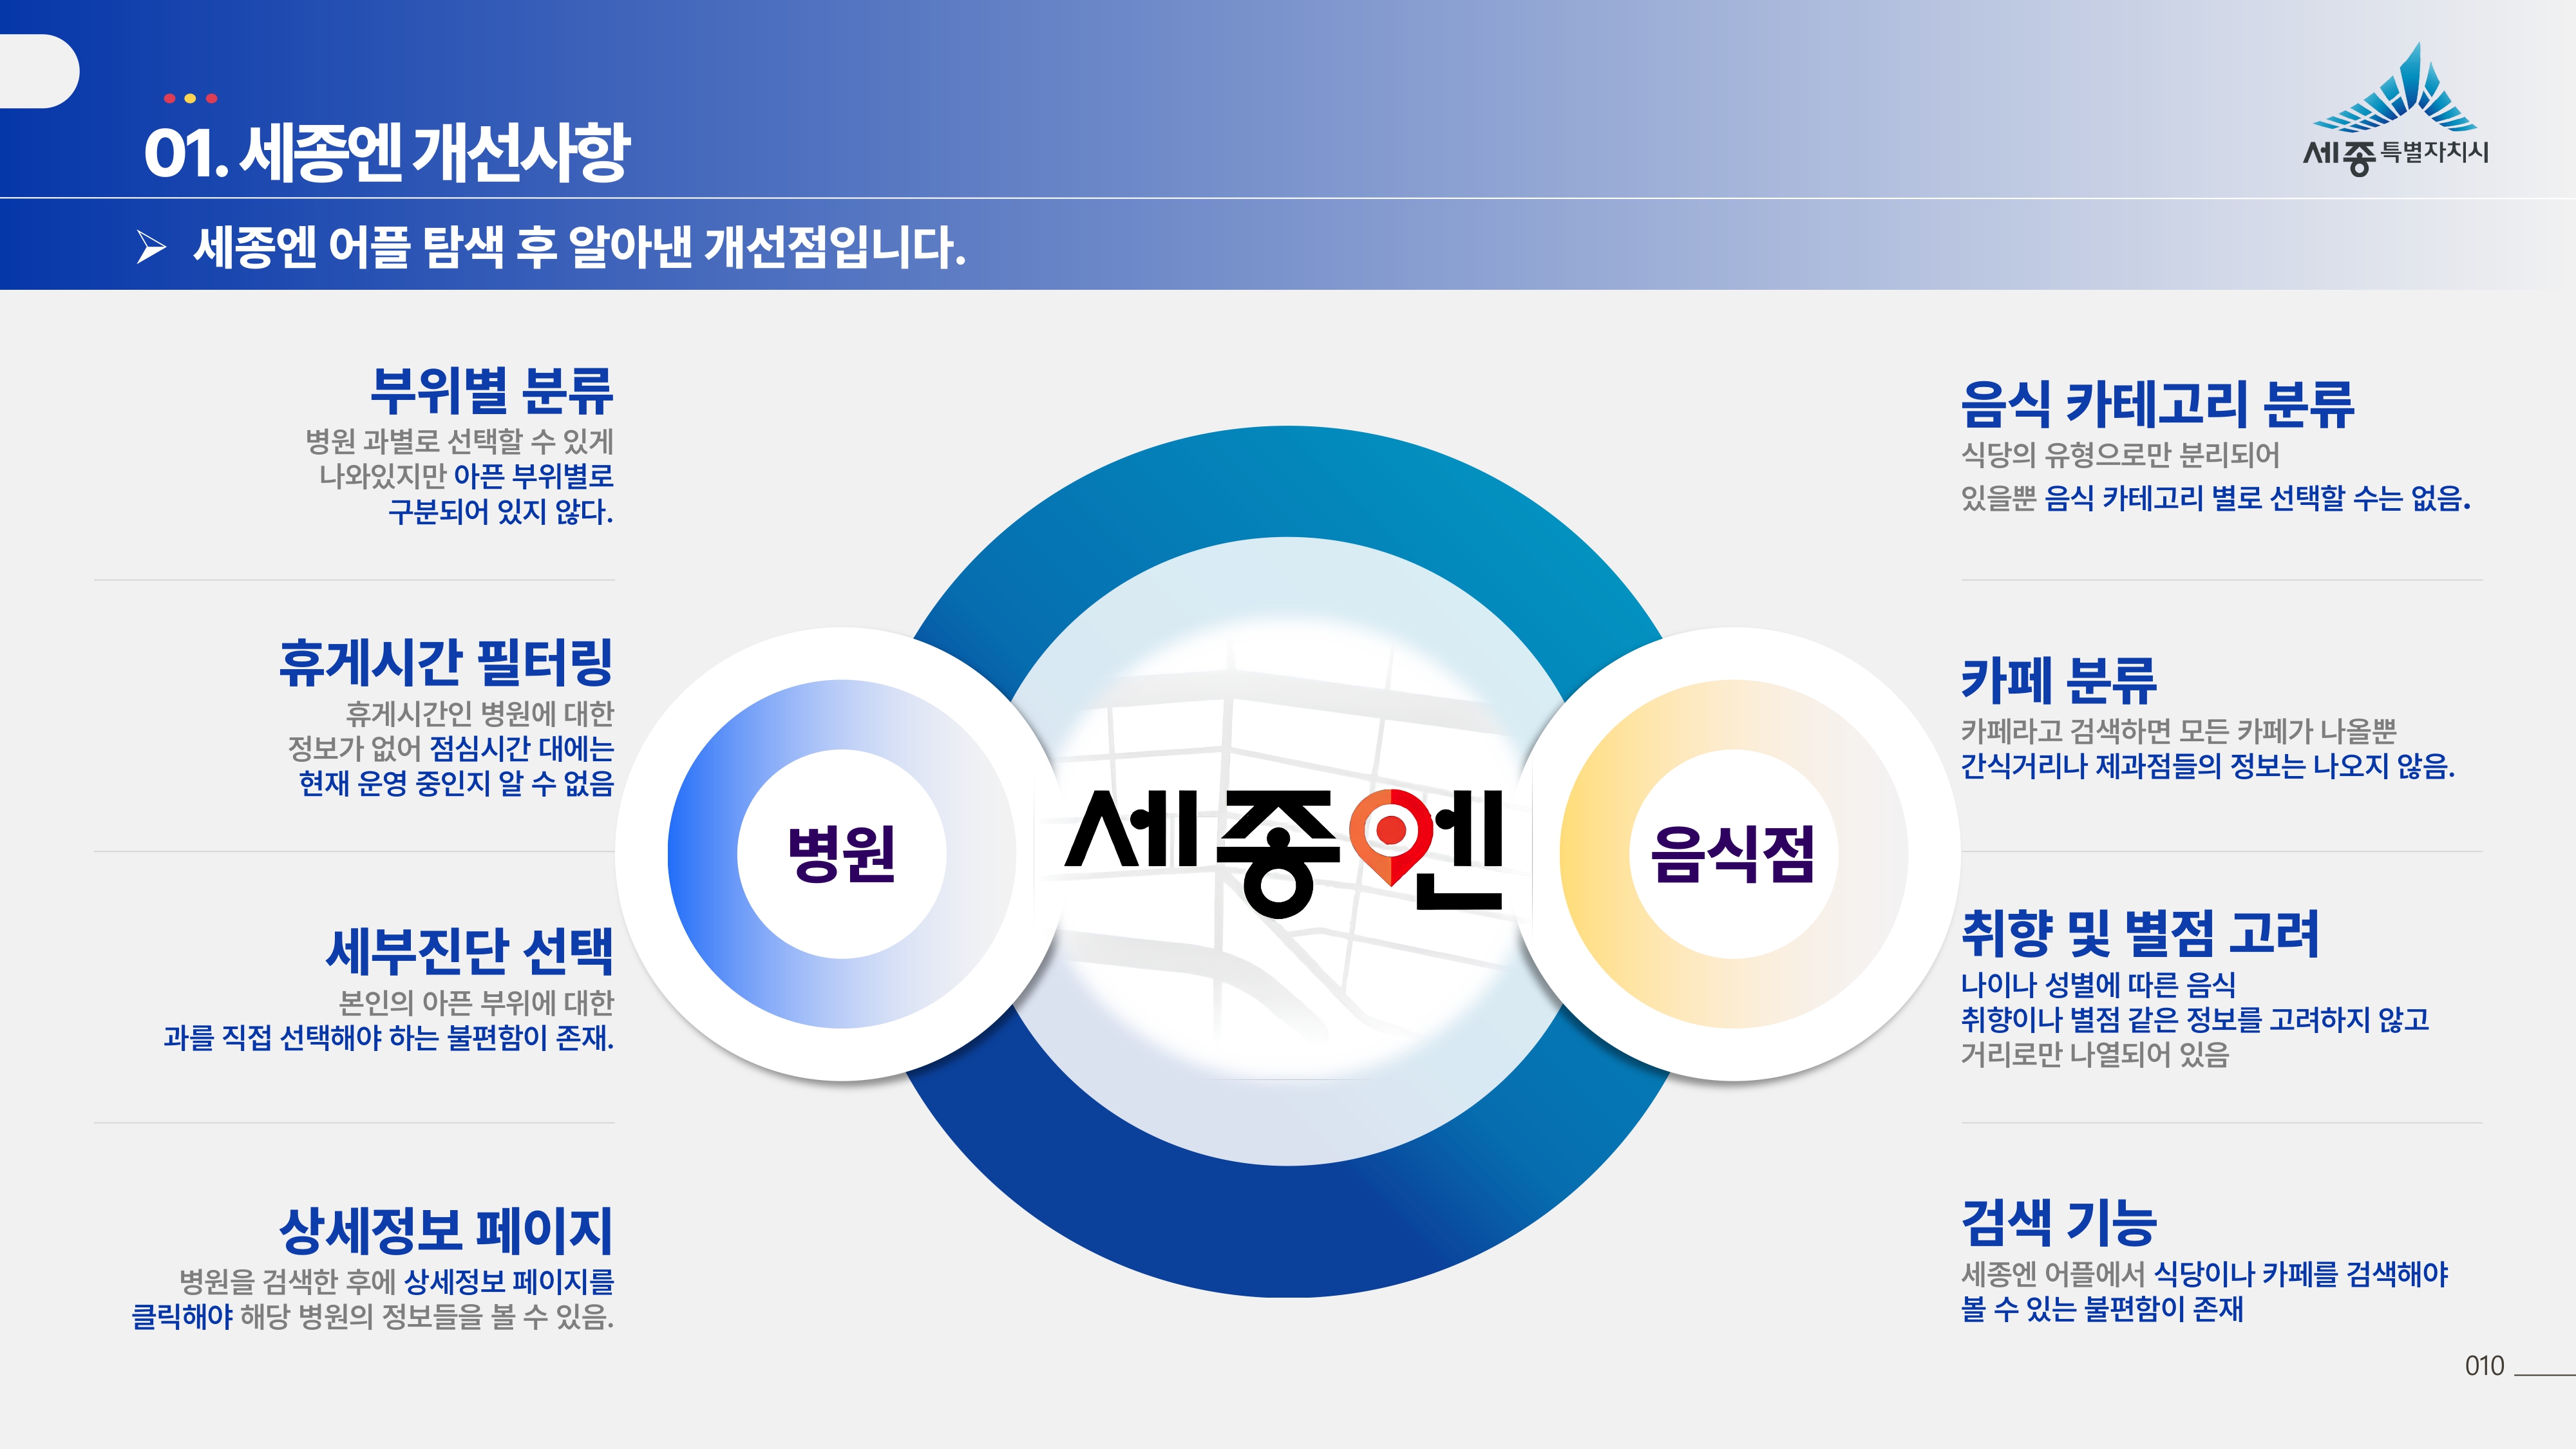 01. 세종엔 개선사항
세종특별자치시
세종엔 어플 탐색 후 알아낸 개선점입니다.
부위별 분류
병원 과별로 선택할 수 있게
나와있지만 아픈 부위별로
구분되어 있지 않다.
휴게시간 필터링
휴게시간인 병원에 대한
정보가 없어 점심시간 대에는
현재 운영 중인지 알 수 없음
세부진단 선택
본인의 아픈 부위에 대한
과를 직접 선택해야 하는 불편함이 존재.
상세정보 페이지
병원을 검색한 후에 상세정보 페이지를
클릭해야 해당 병원의 정보들을 볼 수 있음.
병원
세종엔
음식점
음식 카테고리 분류
식당의 유형으로만 분리되어
있을뿐 음식 카테고리 별로 선택할 수는 없음.
카페 분류
카페라고 검색하면 모든 카페가 나올뿐
간식거리나 제과점들의 정보는 나오지 않음.
취향 및 별점 고려
나이나 성별에 따른 음식
취향이나 별점 같은 정보를 고려하지 않고
거리로만 나열되어 있음
검색 기능
세종엔 어플에서 식당이나 카페를 검색해야
볼 수 있는 불편함이 존재
010